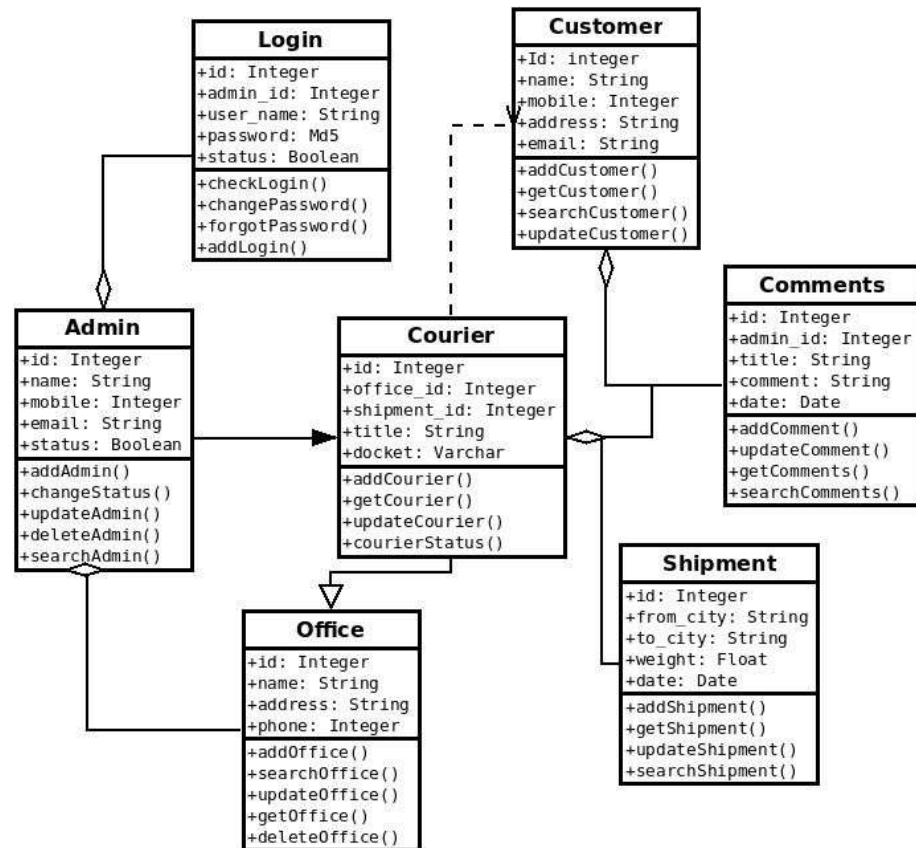 Login
+id: Integer
+admin_id: Integer
+user_name: String
+password: Md5
+status: Boolean
+checkLogin()
+changePassword()
+forgotPassword()
+addLogin()
Customer
+Id: integer
+name: String
+mobile: Integer
+address: String
+email: String
+addCustomer()
+getCustomer()
+searchCustomer()
+updateCustomer()
Comments
+id: Integer
+admin_id: Integer
+title: String
+comment: String
+date: Date
+addComment()
+updateComment()
+getComments()
+searchComments()
Admin
+id: Integer
+name: String
+mobile: Integer
+email: String
+status: Boolean
+addAdmin()
+changeStatus()
+updateAdmin()
+deleteAdmin()
+searchAdmin()
Courier
+id: Integer
+office_id: Integer
+shipment_id: Integer
+title: String
+docket: Varchar
+addCourier()
+getCourier()
+updateCourier()
+courierStatus()
Shipment
+id: Integer
+from_city: String
+to_city: String
+weight: Float
+date: Date
+addShipment()
+getShipment()
+updateShipment()
+searchShipment()
Office
+id: Integer
+name: String
+address: String
+phone: Integer
+addOffice()
+searchOffice()
+updateOffice()
+getOffice()
+deleteOffice()